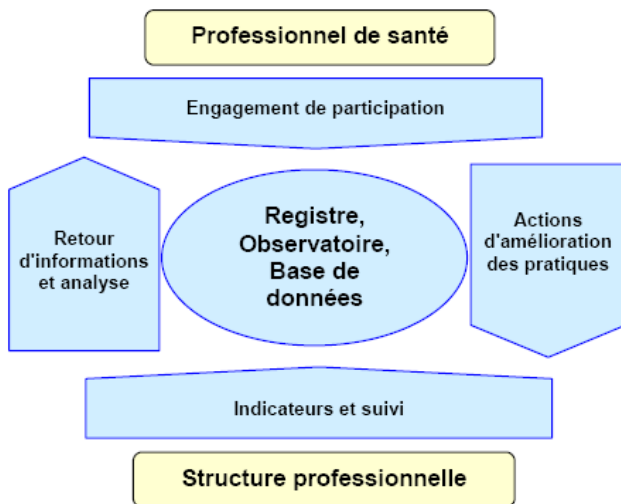 Professionnel de santé
Engagement de participation
Retour
d'informations
et analyse
Registre,
Observatoire,
Base de
données
Actions
d'amélioration
des pratiques
Indicateurs et suivi
Structure professionnelle